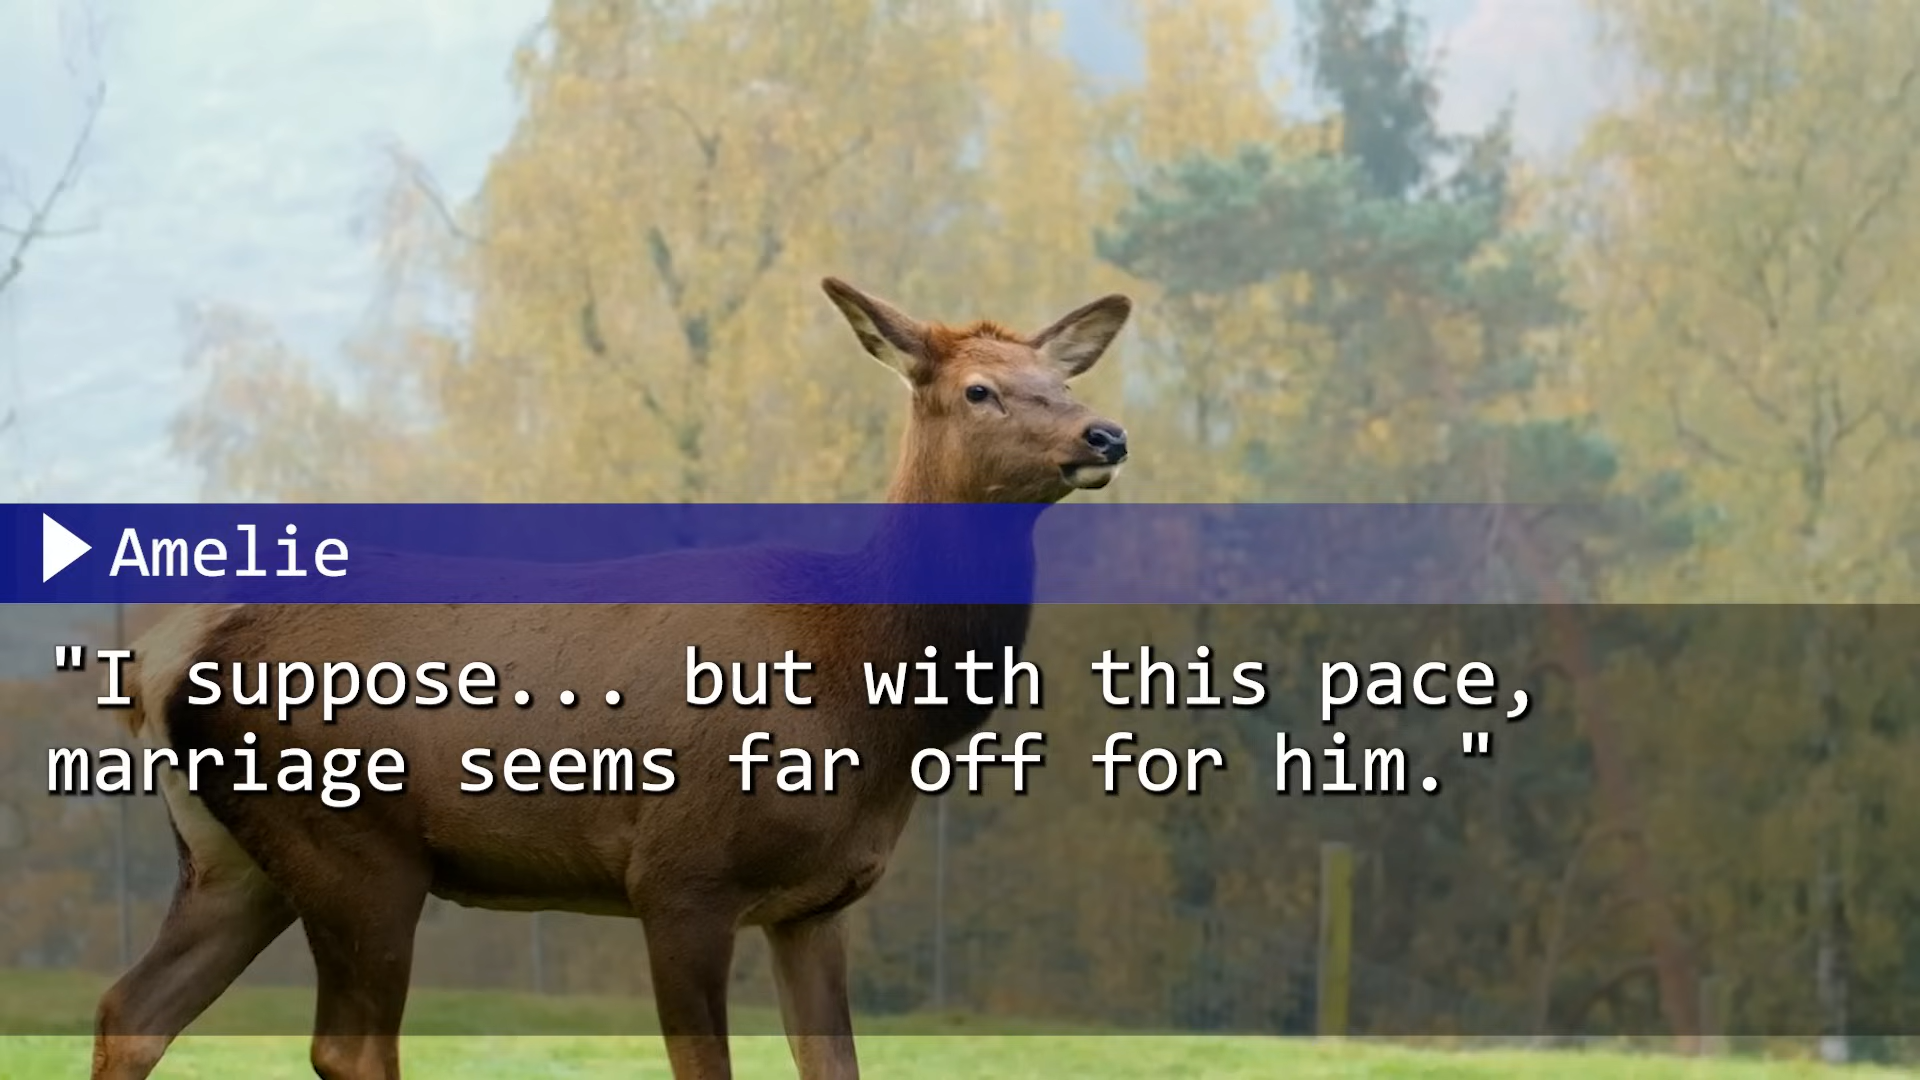 Amelie
"I suppose... but with this pace,
marriage seems far off for him."